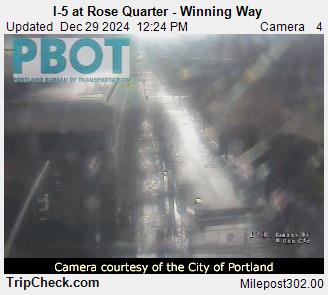 I-5 at Rose Quarter - Winning Way
Updated Dec 29 2024 12:24 PM Camera 4
PBOT
PORTLAND BUREAU OF TRANSPORTATION
Camera courtesy of the City of Portland
TripCheck.com Milepost302.00